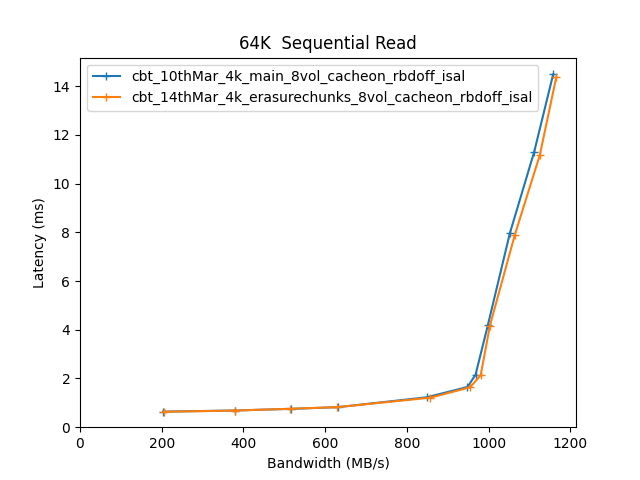 64K  Sequential Read
cbt_10thMar_4k_main_8vol_cacheon_rbdoff_isal
cbt_14thMar_4k_erasurechunks_8vol_cacheon_rbdoff_isal
Latency (ms)
14
12
10
8
6
4
2
0
0 200 400 600 800 1000 1200
Bandwidth (MB/s)